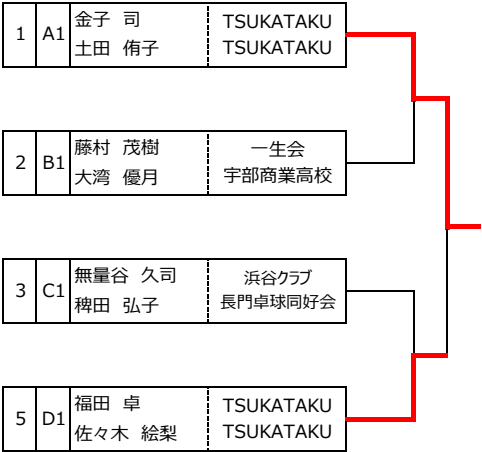 1 A1 金子 司 TSUKATAKU
土田 侑子 TSUKATAKU
2 B1 藤村 茂樹 一生会
大湾 優月 宇部商業高校
3 C1 無量谷 久司 浜谷クラブ
稗田 弘子 長門卓球同好会
5 D1 福田 卓 TSUKATAKU
佐々木 絵梨 TSUKATAKU